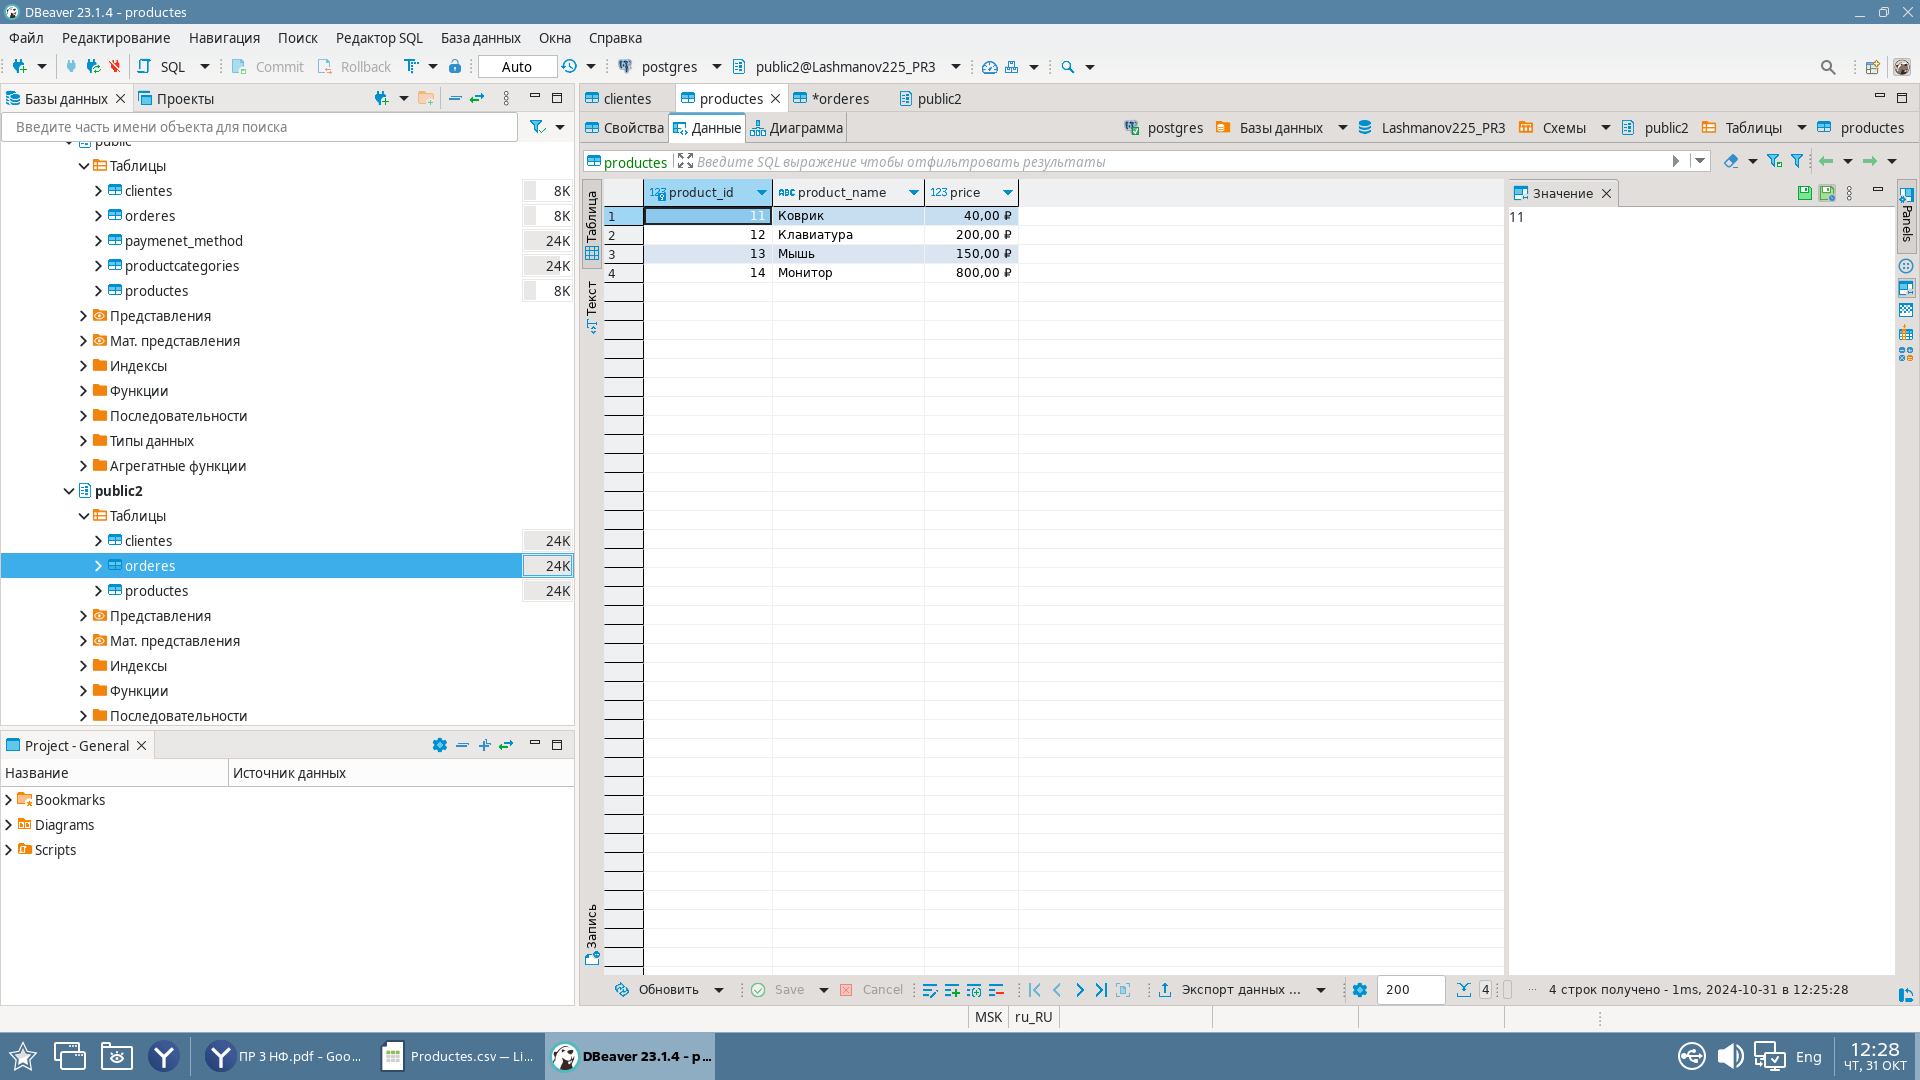 DBeaver 23.1.4 - productes
Файл Редактирование Навигация Поиск Редактор SQL База данных Окна Справка
SQL Commit Rollback Auto postgres public2@Lashmanov225_PR3
Базы данных Проекты
Введите часть имени объекта для поиска
public
Таблицы
clientes 8K
orderes 8K
paymenet_method 24K
productcategories 24K
productes 8K
Представления
Мат. представления
Индексы
Функции
Последовательности
Типы данных
Агрегатные функции
public2
Таблицы
clientes 24K
orderes 24K
productes 24K
Представления
Мат. представления
Индексы
Функции
Последовательности
Project - General
Название Источник данных
Bookmarks
Diagrams
Scripts
clientes productes *orderes public2
Свойства Данные Диаграмма postgres Базы данных Lashmanov225_PR3 Схемы public2 Таблицы productes
productes Введите SQL выражение чтобы отфильтровать результаты
Таблица
Текст
Запись
123 product_id ABC product_name 123 price
1 11 Коврик 40,00 ₽
2 12 Клавиатура 200,00 ₽
3 13 Мышь 150,00 ₽
4 14 Монитор 800,00 ₽
Значение
11
Panels
Обновить Save Cancel Экспорт данных ... 200 4 4 строк получено - 1ms, 2024-10-31 в 12:25:28
MSK ru_RU
ПР 3 НФ.pdf - Goo... Productes.csv — Li... DBeaver 23.1.4 - p... Eng 12:28
ЧТ, 31 ОКТ